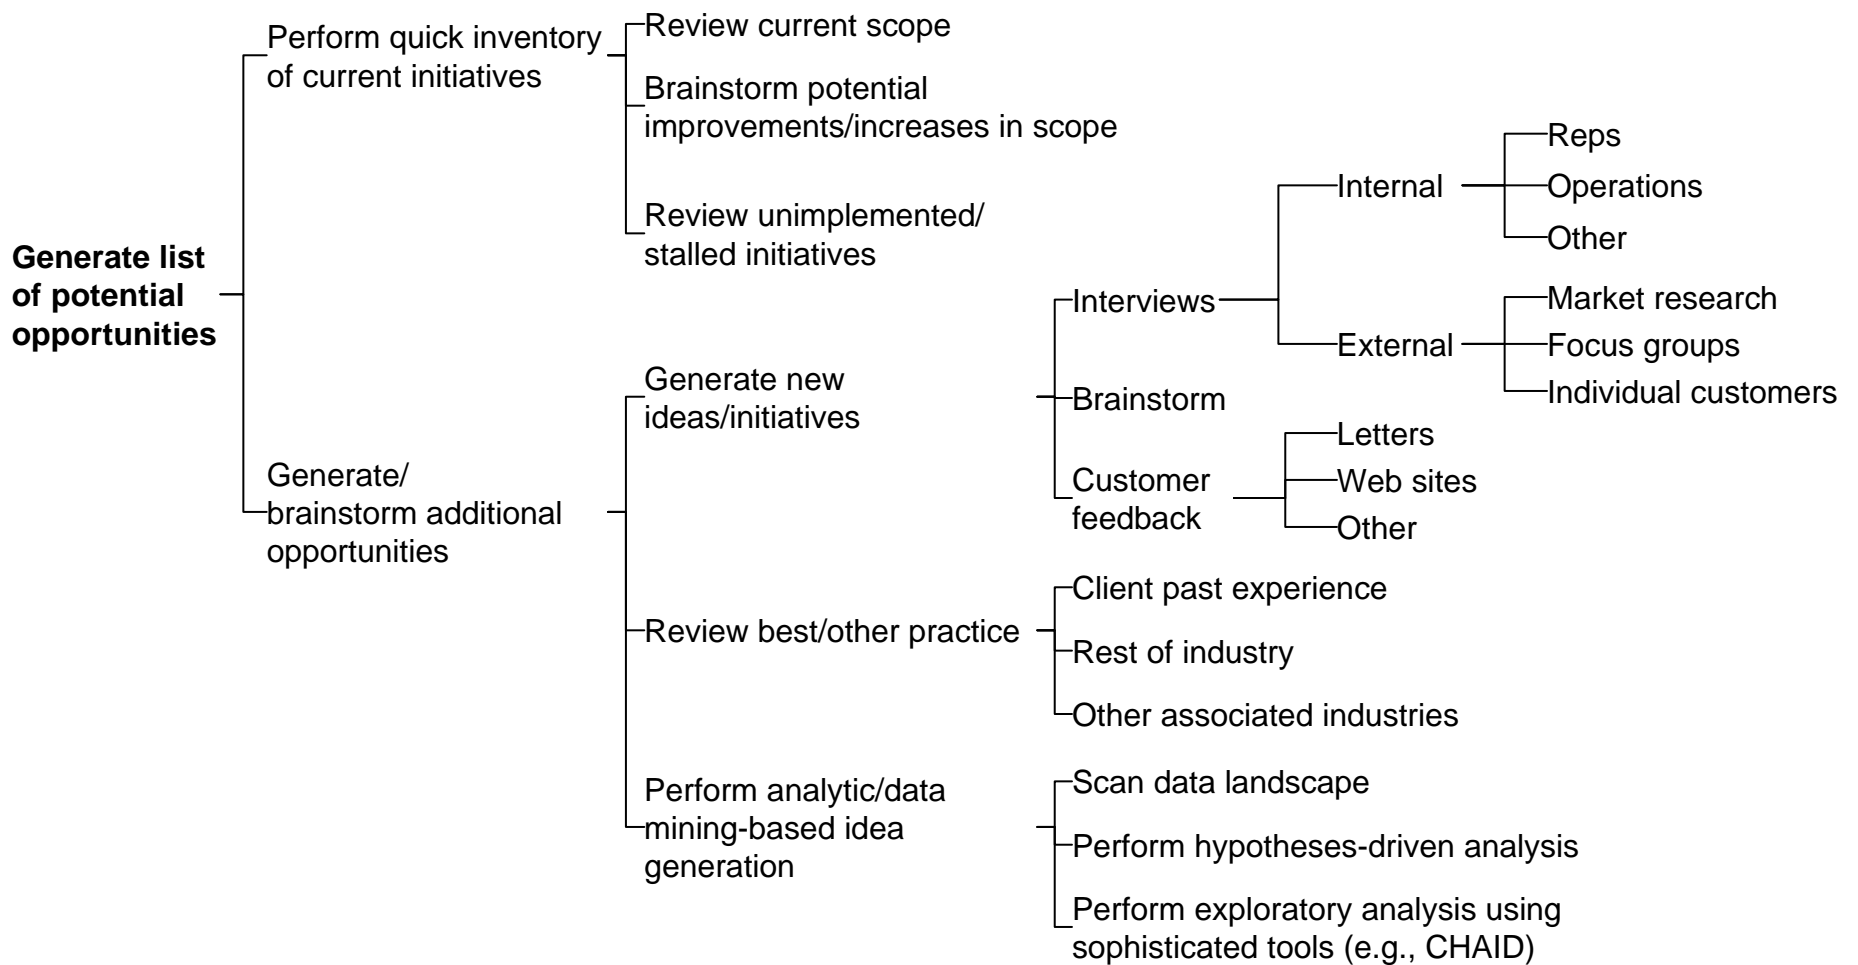 Generate list
of potential
opportunities
Perform quick inventory
of current initiatives
Review current scope
Brainstorm potential
improvements/increases in scope
Review unimplemented/
stalled initiatives
Generate/
brainstorm additional
opportunities
Generate new
ideas/initiatives
Interviews
Internal
Reps
Operations
Other
External
Market research
Focus groups
Individual customers
Brainstorm
Customer
feedback
Letters
Web sites
Other
Review best/other practice
Client past experience
Rest of industry
Other associated industries
Perform analytic/data
mining-based idea
generation
Scan data landscape
Perform hypotheses-driven analysis
Perform exploratory analysis using
sophisticated tools (e.g., CHAID)